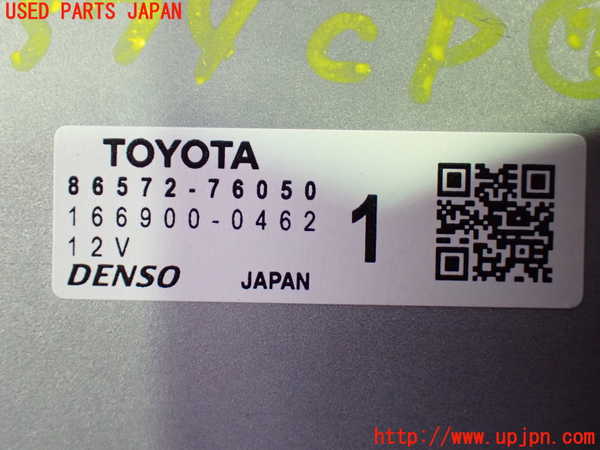 USED PARTS JAPAN
TOYOTA
86572-76050
166900-0462
12V
1
DENSO
JAPAN
http://www.upjpn.com/